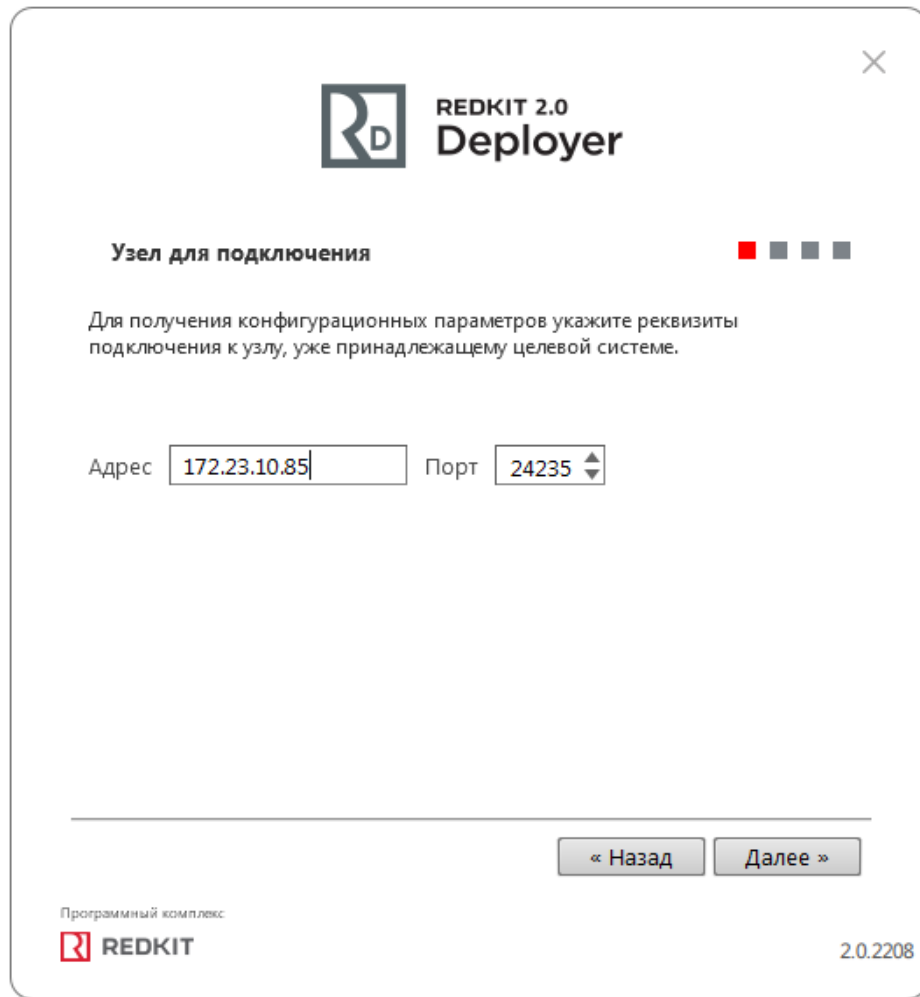 REDKIT 2.0
Deployer
Узел для подключения
Для получения конфигурационных параметров укажите реквизиты
подключения к узлу, уже принадлежащему целевой системе.
Адрес 172.23.10.85 Порт 24235
« Назад Далее »
Программный комплекс
REDKIT
2.0.2208